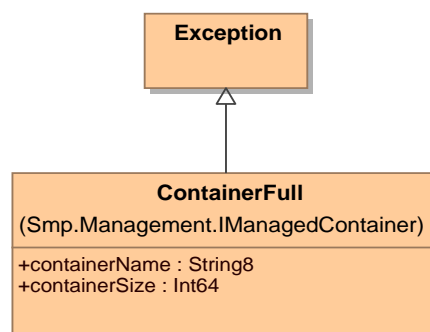 Exception
ContainerFull
(Smp.Management.IManagedContainer)
+containerName : String8
+containerSize : Int64